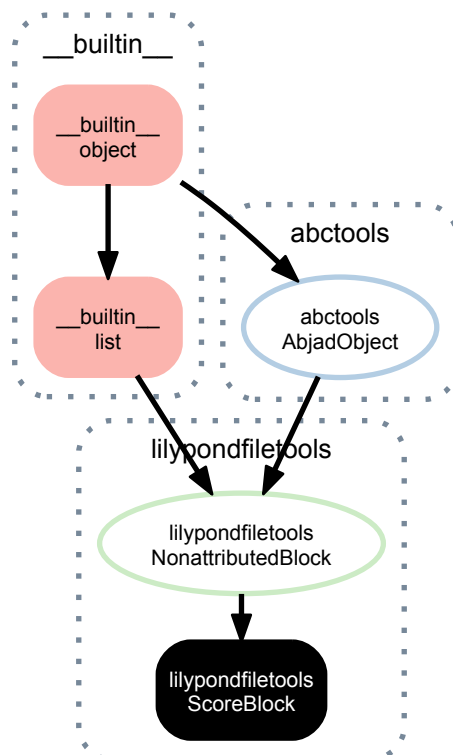 __builtin__
__builtin__
object
abctools
__builtin__
list
abctools
AbjadObject
lilypondfiletools
lilypondfiletools
NonattributedBlock
lilypondfiletools
ScoreBlock